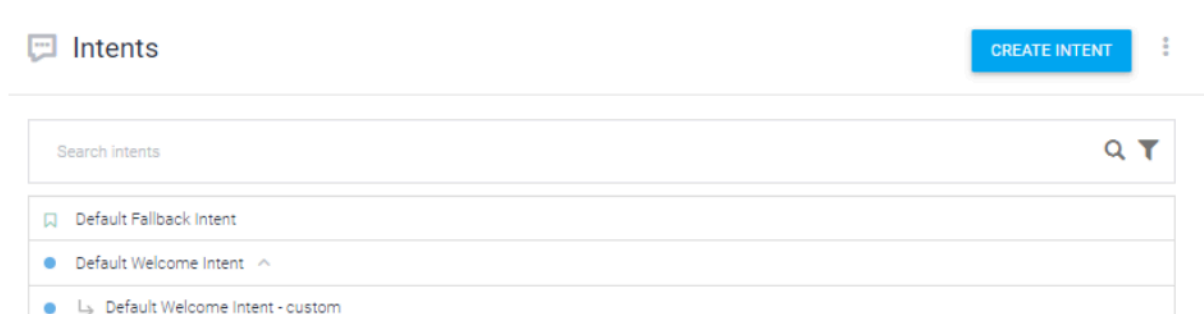 Intents
CREATE INTENT
Search intents
Default Fallback Intent
Default Welcome Intent
Default Welcome Intent - custom